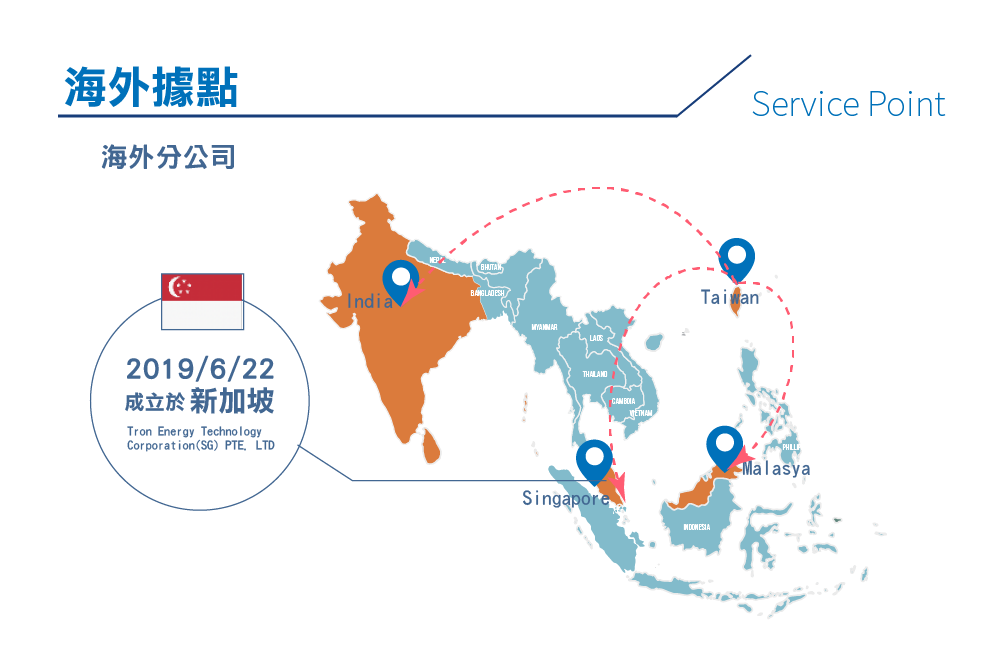 海外據點
Service Point
海外分公司
2019/6/22
成立於 新加坡
Tron Energy Technology
Corporation(SG) PTE. LTD
India
Taiwan
Singapore
Malasya
BHUTAN
BANGLADESH
MYANMAR
LAOS
THAILAND
CAMBODIA
VIETNAM
INDONESIA